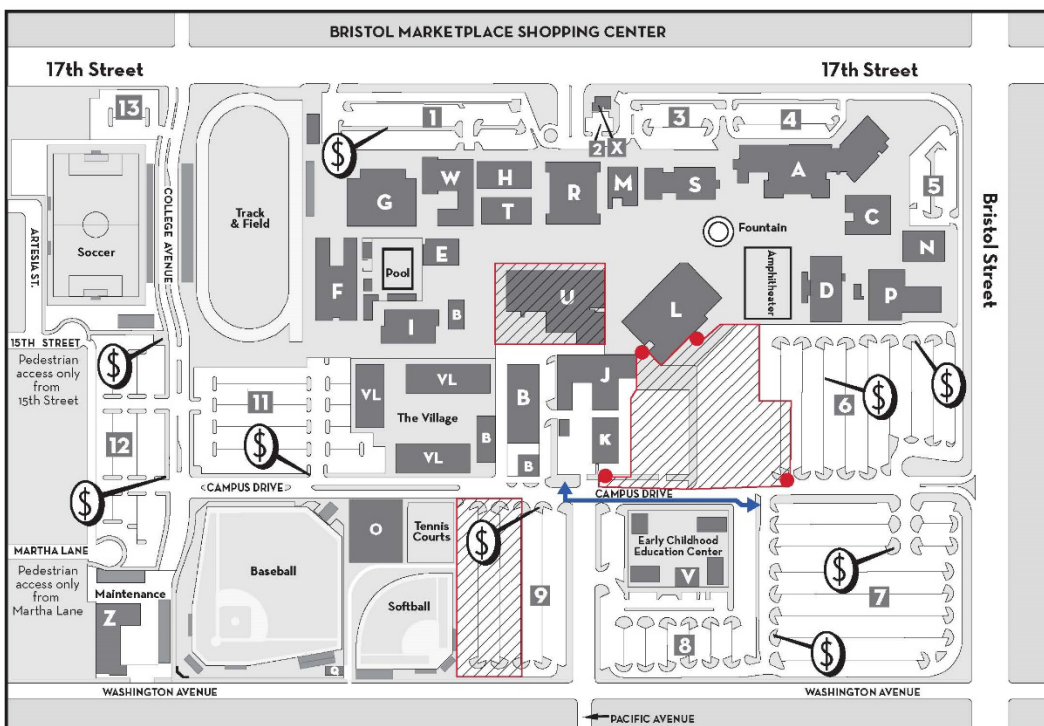 BRISTOL MARKETPLACE SHOPPING CENTER
17th Street
17th Street
13
1
2 X
3
4
5
COLLEGE AVENUE
ARTESIA ST.
Soccer
Track
& Field
G
W
H
T
R
M
S
A
C
N
Bristol Street
Fountain
Amphitheater
E
F
Pool
I
B
U
L
D
P
15TH STREET
Pedestrian
access only
from
15th Street
$
$
$
$
$
$
$
$
$
11
12
VL
VL
The Village
VL
B
B
B
J
K
6
CAMPUS DRIVE
CAMPUS DRIVE
MARTHA LANE
Pedestrian
access only
from
Martha Lane
Maintenance
Z
Baseball
O
Tennis
Courts
Softball
Q
9
Early Childhood
Education Center
V
8
7
WASHINGTON AVENUE
WASHINGTON AVENUE
PACIFIC AVENUE